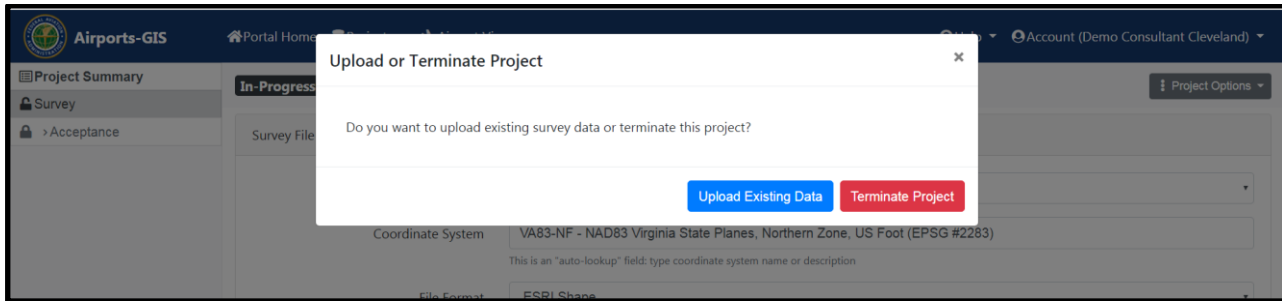 Airports-GIS
Portal Home
Account (Demo Consultant Cleveland)
Upload or Terminate Project
×
Project Summary
In-Progress
Project Options
Survey
> Acceptance
Survey File
Do you want to upload existing survey data or terminate this project?
Upload Existing Data
Terminate Project
Coordinate System
VA83-NF - NAD83 Virginia State Planes, Northern Zone, US Foot (EPSG #2283)
This is an "auto-lookup" field: type coordinate system name or description
File Format
ESRI Shape